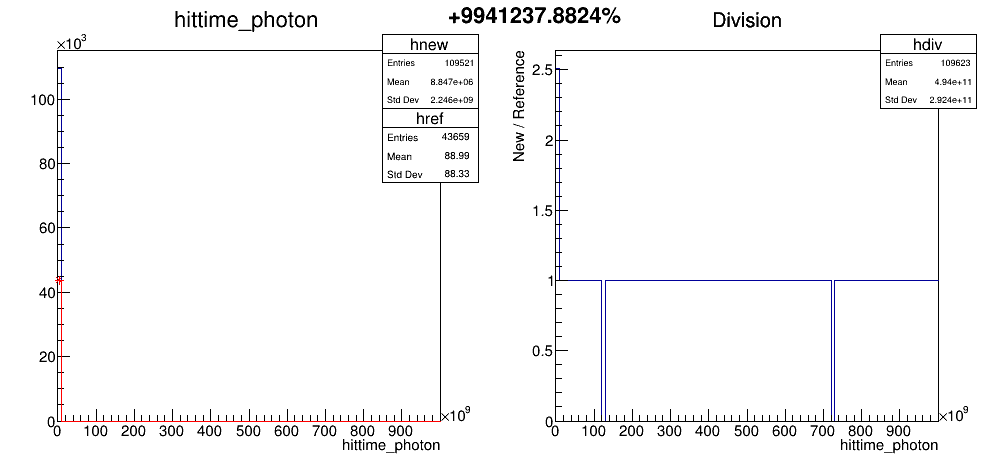 +9941237.8824%
hittime_photon
×10³
hnew
Entries 109521
Mean 8.847e+06
Std Dev 2.246e+09
href
Entries 43659
Mean 88.99
Std Dev 88.33
100
80
60
40
20
0
0 100 200 300 400 500 600 700 800 900
×10⁹
hittime_photon
Division
hdiv
Entries 109623
Mean 4.94e+11
Std Dev 2.924e+11
New / Reference
2.5
2
1.5
1
0.5
0
0 100 200 300 400 500 600 700 800 900
×10⁹
hittime_photon